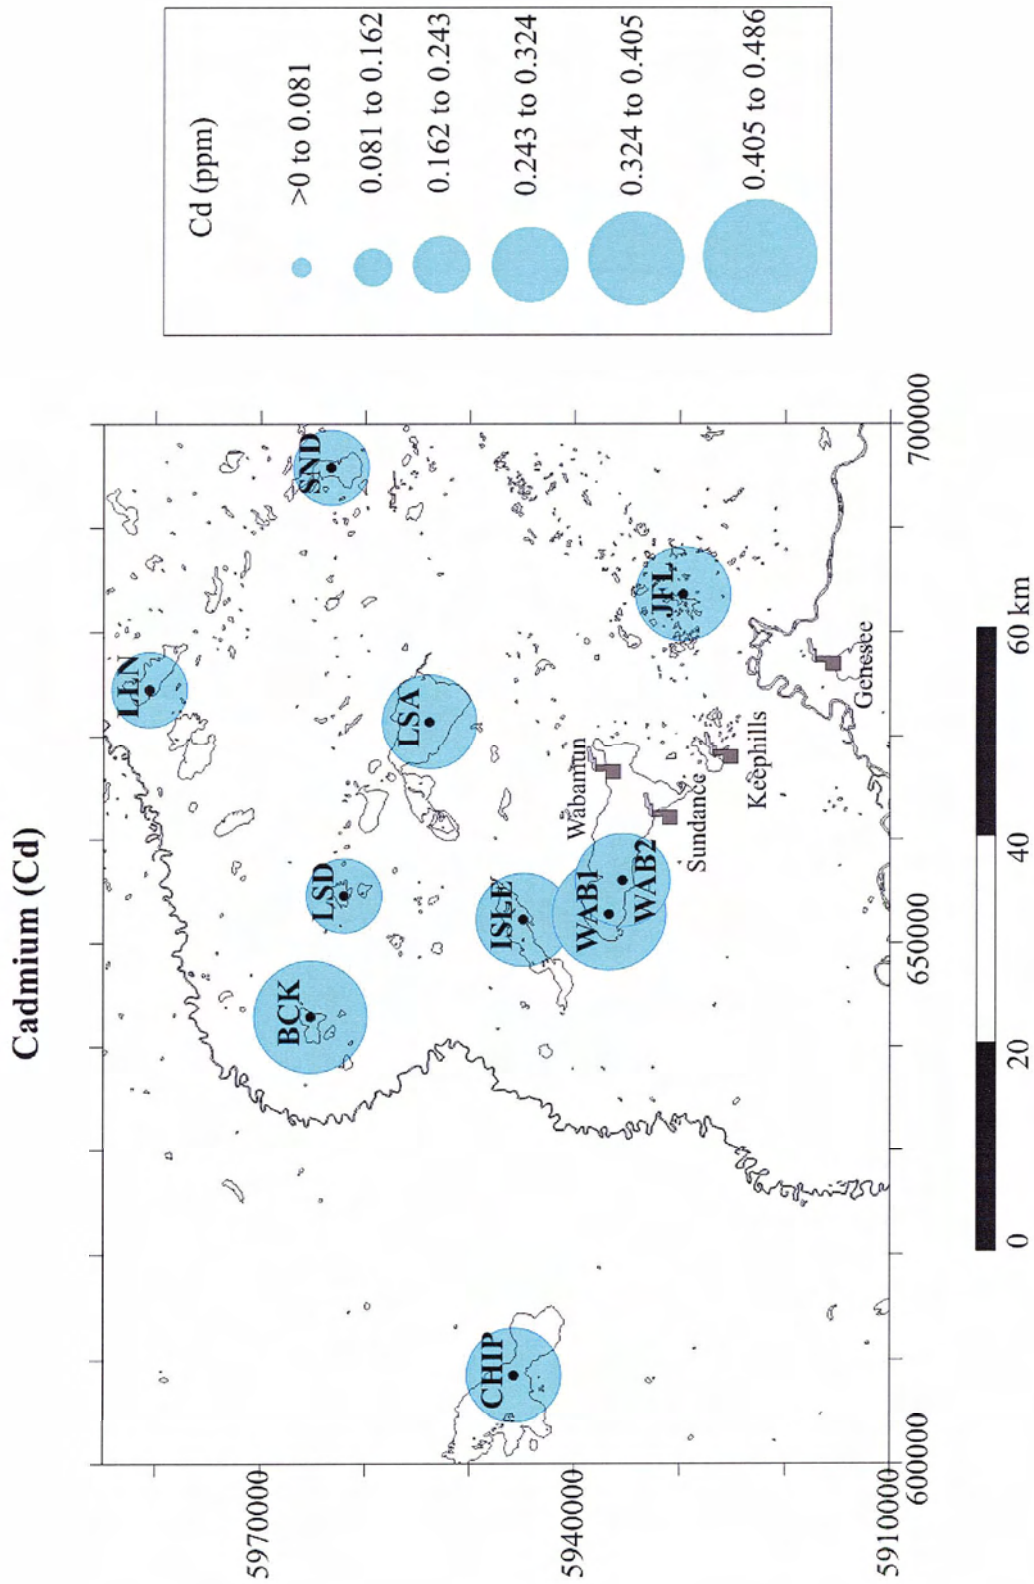 Cadmium (Cd)
Cd (ppm)
>0 to 0.081
0.081 to 0.162
0.162 to 0.243
0.243 to 0.324
0.324 to 0.405
0.405 to 0.486
5970000
5940000
5910000
600000
650000
700000
LLN
SND
BCK
LSD
LSA
CHIP
ISLE
WAB1
WAB2
JFL
Wabamun
Sundance
Keephills
Genesee
0
20
40
60 km